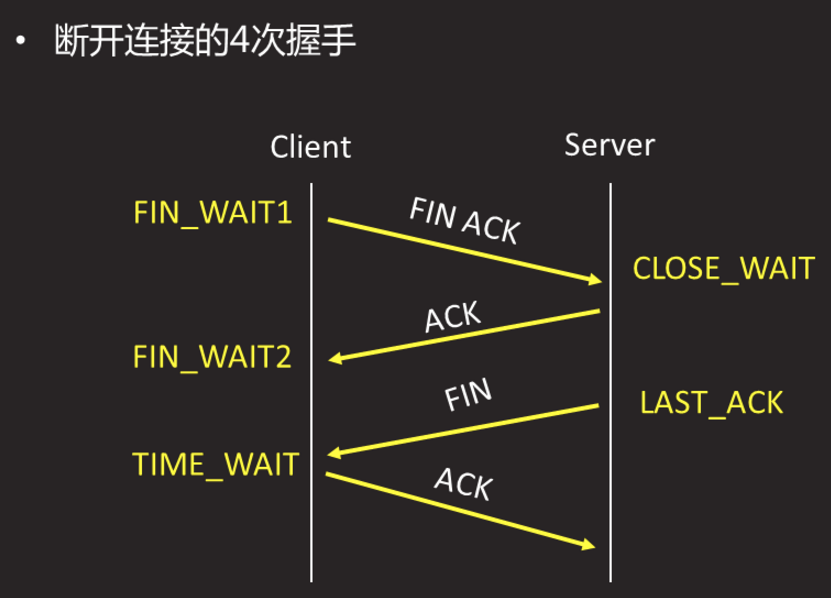 • 断开连接的4次握手
Client
Server
FIN_WAIT1
FIN ACK
CLOSE_WAIT
ACK
FIN_WAIT2
FIN
LAST_ACK
TIME_WAIT
ACK